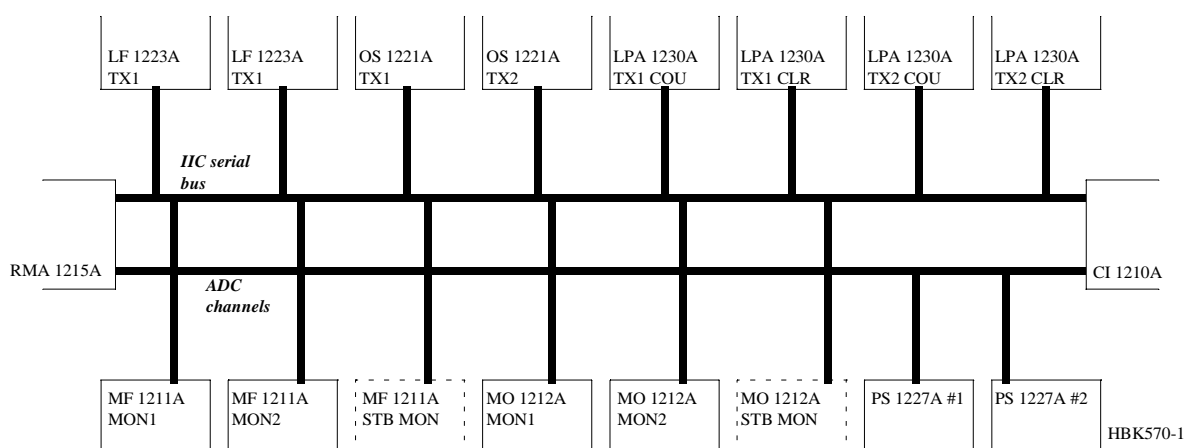 LF 1223A
TX1
LF 1223A
TX1
OS 1221A
TX1
OS 1221A
TX2
LPA 1230A
TX1 COU
LPA 1230A
TX1 CLR
LPA 1230A
TX2 COU
LPA 1230A
TX2 CLR
IIC serial
bus
RMA 1215A
CI 1210A
ADC
channels
MF 1211A
MON1
MF 1211A
MON2
MF 1211A
STB MON
MO 1212A
MON1
MO 1212A
MON2
MO 1212A
STB MON
PS 1227A #1
PS 1227A #2
HBK570-1